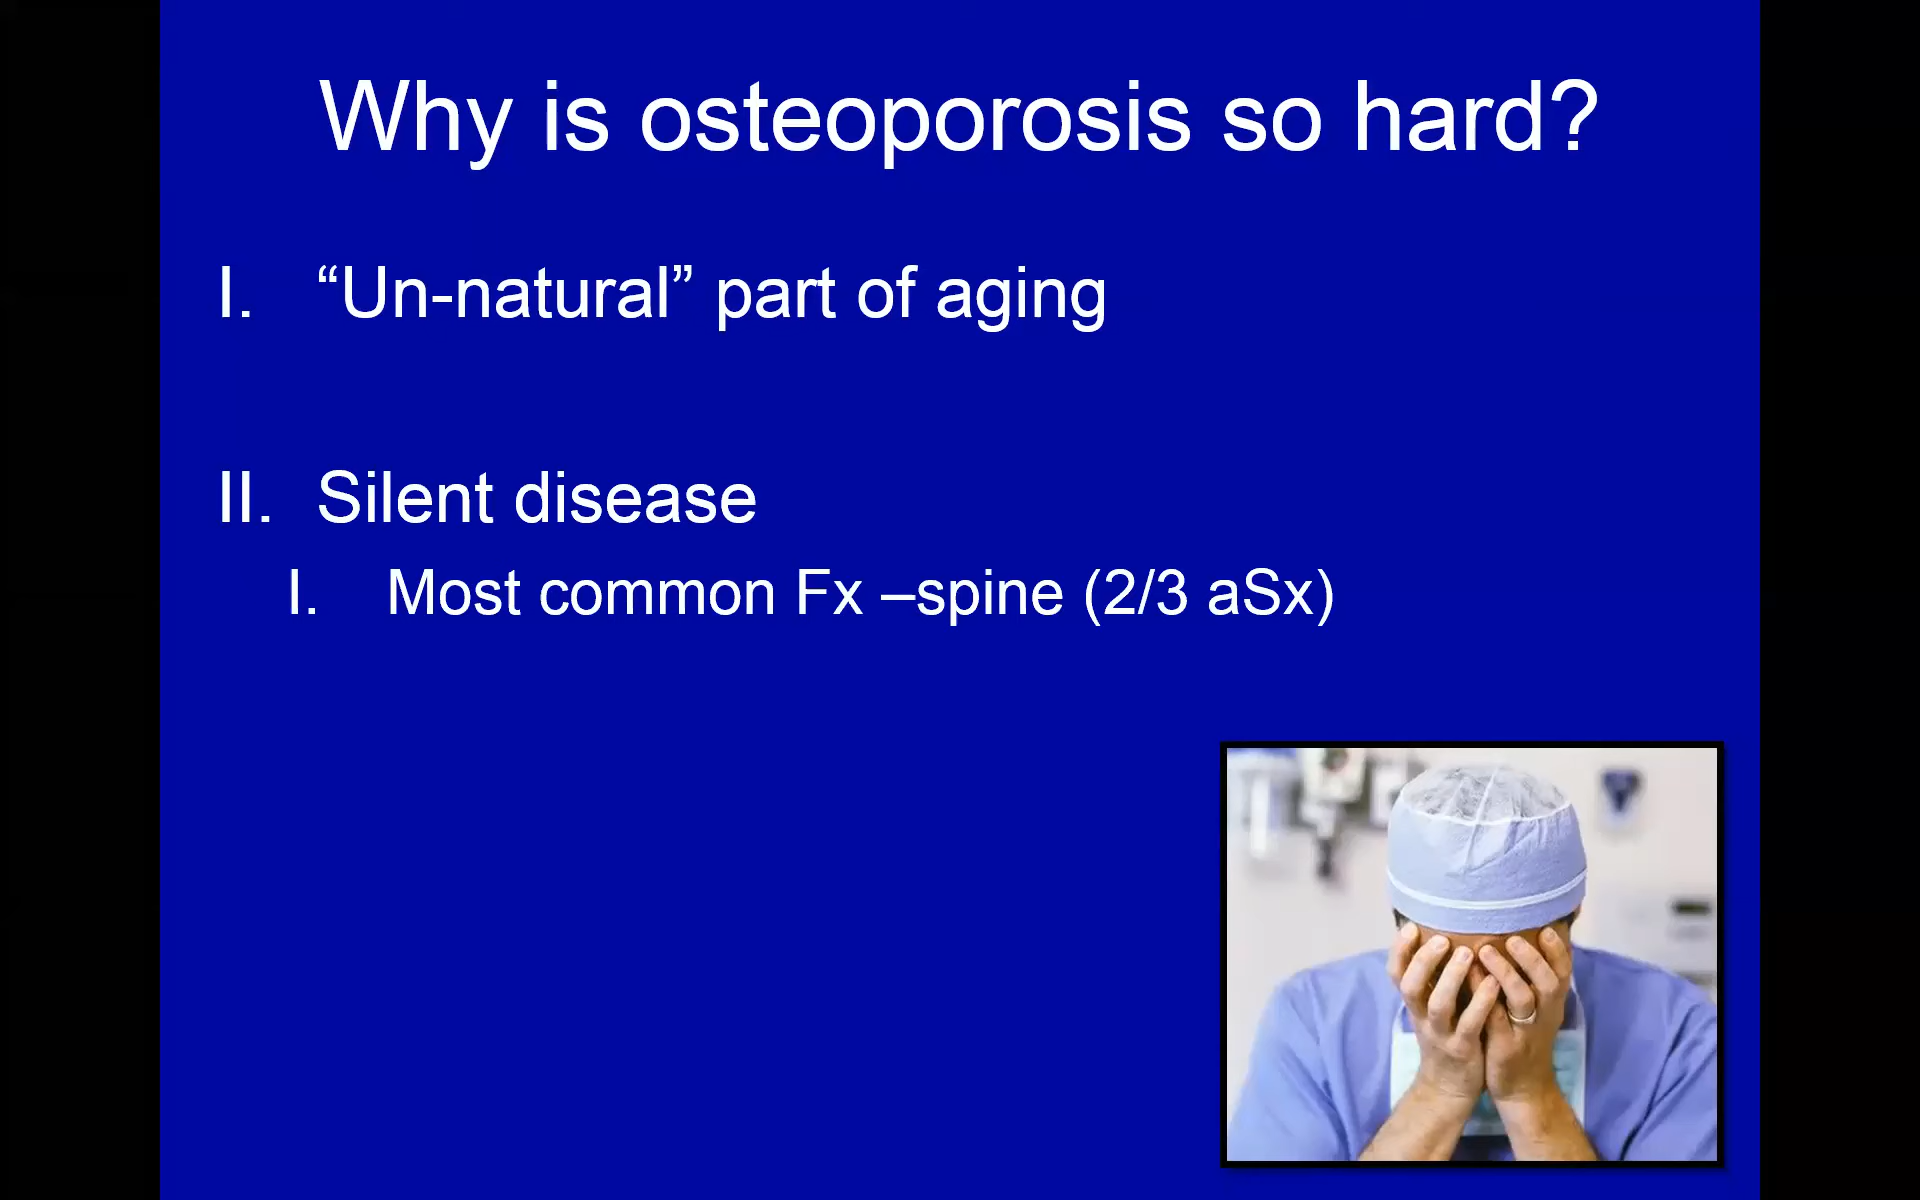 Why is osteoporosis so hard?
I. “Un-natural” part of aging
II. Silent disease
I. Most common Fx –spine (2/3 aSx)